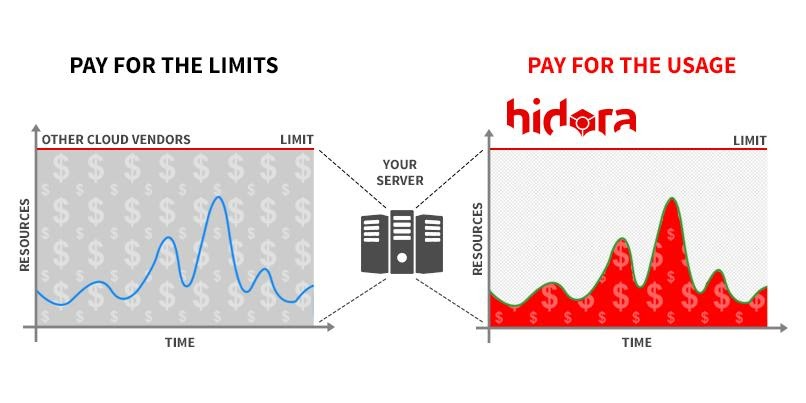 PAY FOR THE LIMITS
PAY FOR THE USAGE
hidora
OTHER CLOUD VENDORS
LIMIT
LIMIT
YOUR
SERVER
RESOURCES
RESOURCES
TIME
TIME